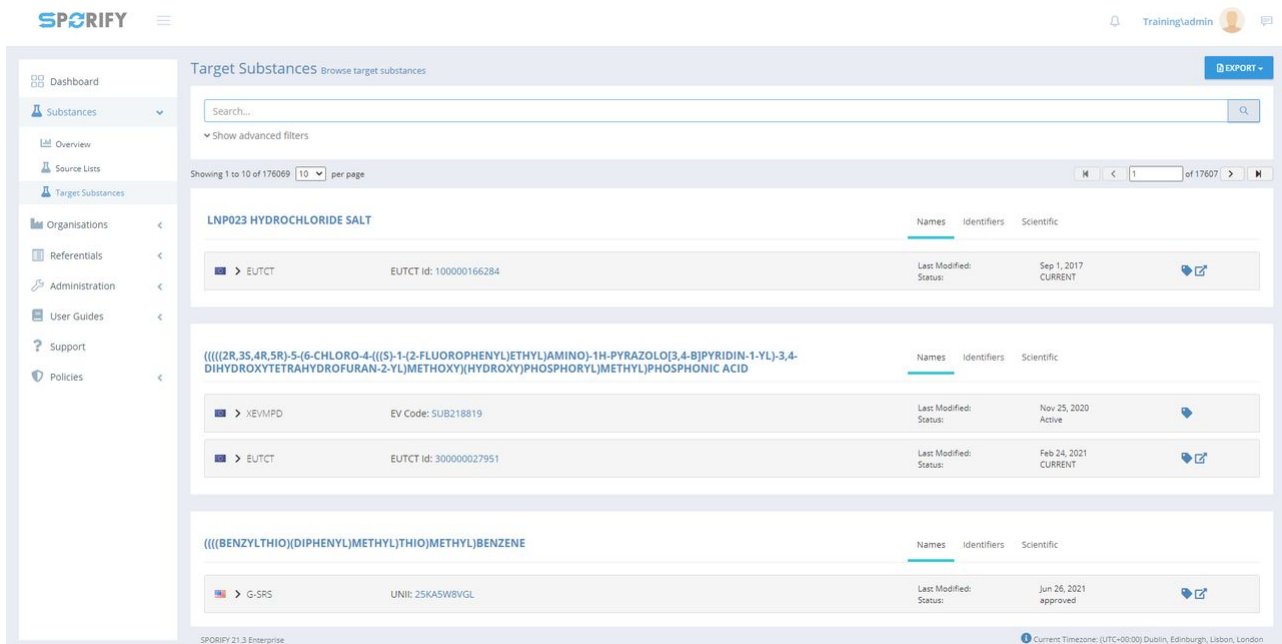 SPORIFY
Training\admin
Dashboard
Substances
Overview
Source Lists
Target Substances
Organisations
Referentials
Administration
User Guides
Support
Policies
Target Substances Browse target substances
EXPORT
Search...
Show advanced filters
Showing 1 to 10 of 176069 10 per page
1 of 17607
LNP023 HYDROCHLORIDE SALT
Names Identifiers Scientific
EUTCT EUTCT Id: 100000166284
Last Modified: Sep 1, 2017
Status: CURRENT
(((((2R,3S,4R,5R)-5-(6-CHLORO-4-(((S)-1-(2-FLUOROPHENYL)ETHYL)AMINO)-1H-PYRAZOLO[3,4-B]PYRIDIN-1-YL)-3,4-
DIHYDROXYTETRAHYDROFURAN-2-YL)METHOXY)(HYDROXY)PHOSPHORYL)METHYL)PHOSPHONIC ACID
Names Identifiers Scientific
XEVMPD EV Code: SUB218819
Last Modified: Nov 25, 2020
Status: Active
EUTCT EUTCT Id: 300000027951
Last Modified: Feb 24, 2021
Status: CURRENT
((((BENZYLTHIO)(DIPHENYL)METHYL)THIO)METHYL)BENZENE
Names Identifiers Scientific
G-SRS UNII: 25KA5W8VGL
Last Modified: Jun 26, 2021
Status: approved
SPORIFY 21.3 Enterprise
Current Timezone: (UTC+00:00) Dublin, Edinburgh, Lisbon, London